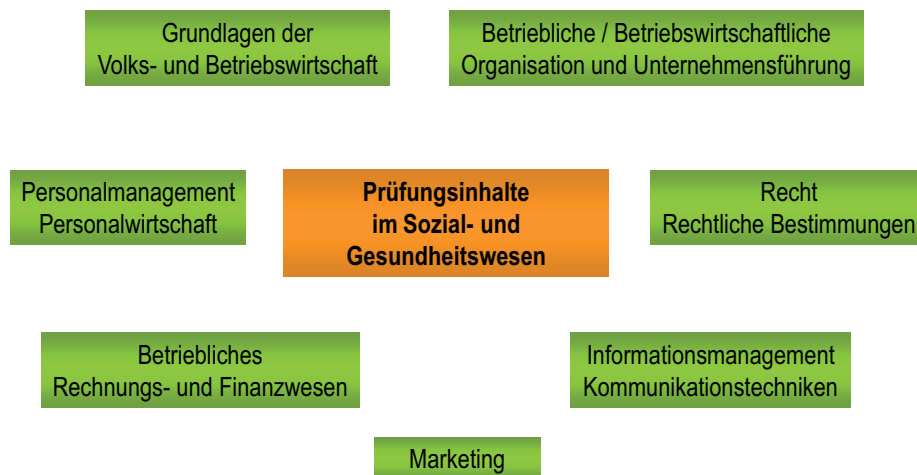 Grundlagen der
Volks- und Betriebswirtschaft
Betriebliche / Betriebswirtschaftliche
Organisation und Unternehmensführung
Personalmanagement
Personalwirtschaft
Prüfungsinhalte
im Sozial- und
Gesundheitswesen
Recht
Rechtliche Bestimmungen
Betriebliches
Rechnungs- und Finanzwesen
Informationsmanagement
Kommunikationstechniken
Marketing